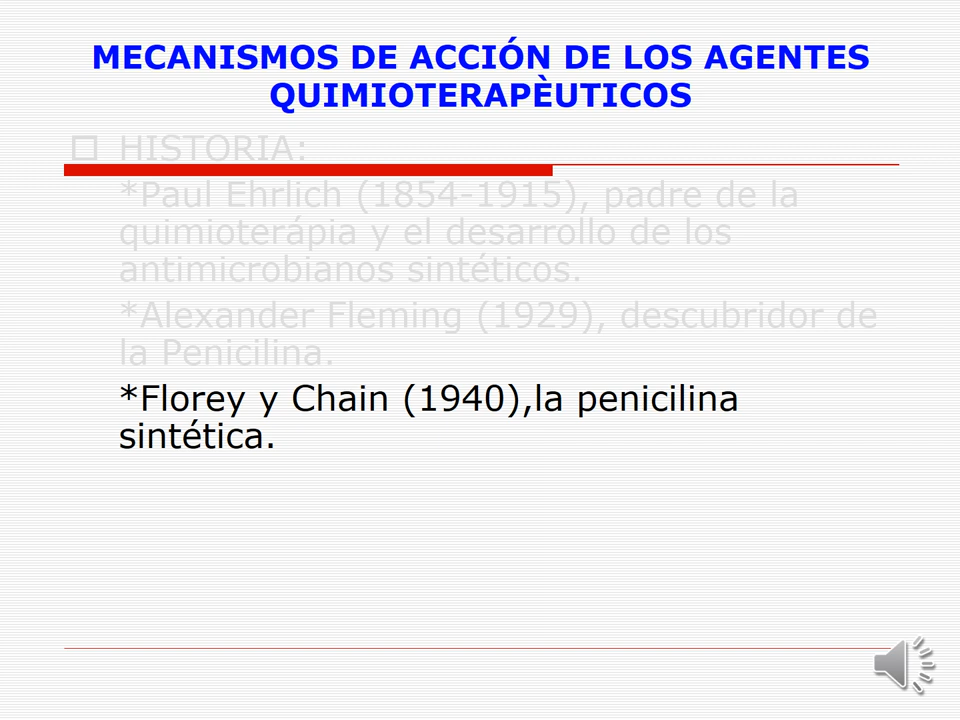 MECANISMOS DE ACCIÓN DE LOS AGENTES
QUIMIOTERAPÈUTICOS
HISTORIA:
*Paul Ehrlich (1854-1915), padre de la
quimioterápia y el desarrollo de los
antimicrobianos sintéticos.
*Alexander Fleming (1929), descubridor de
la Penicilina.
*Florey y Chain (1940),la penicilina
sintética.